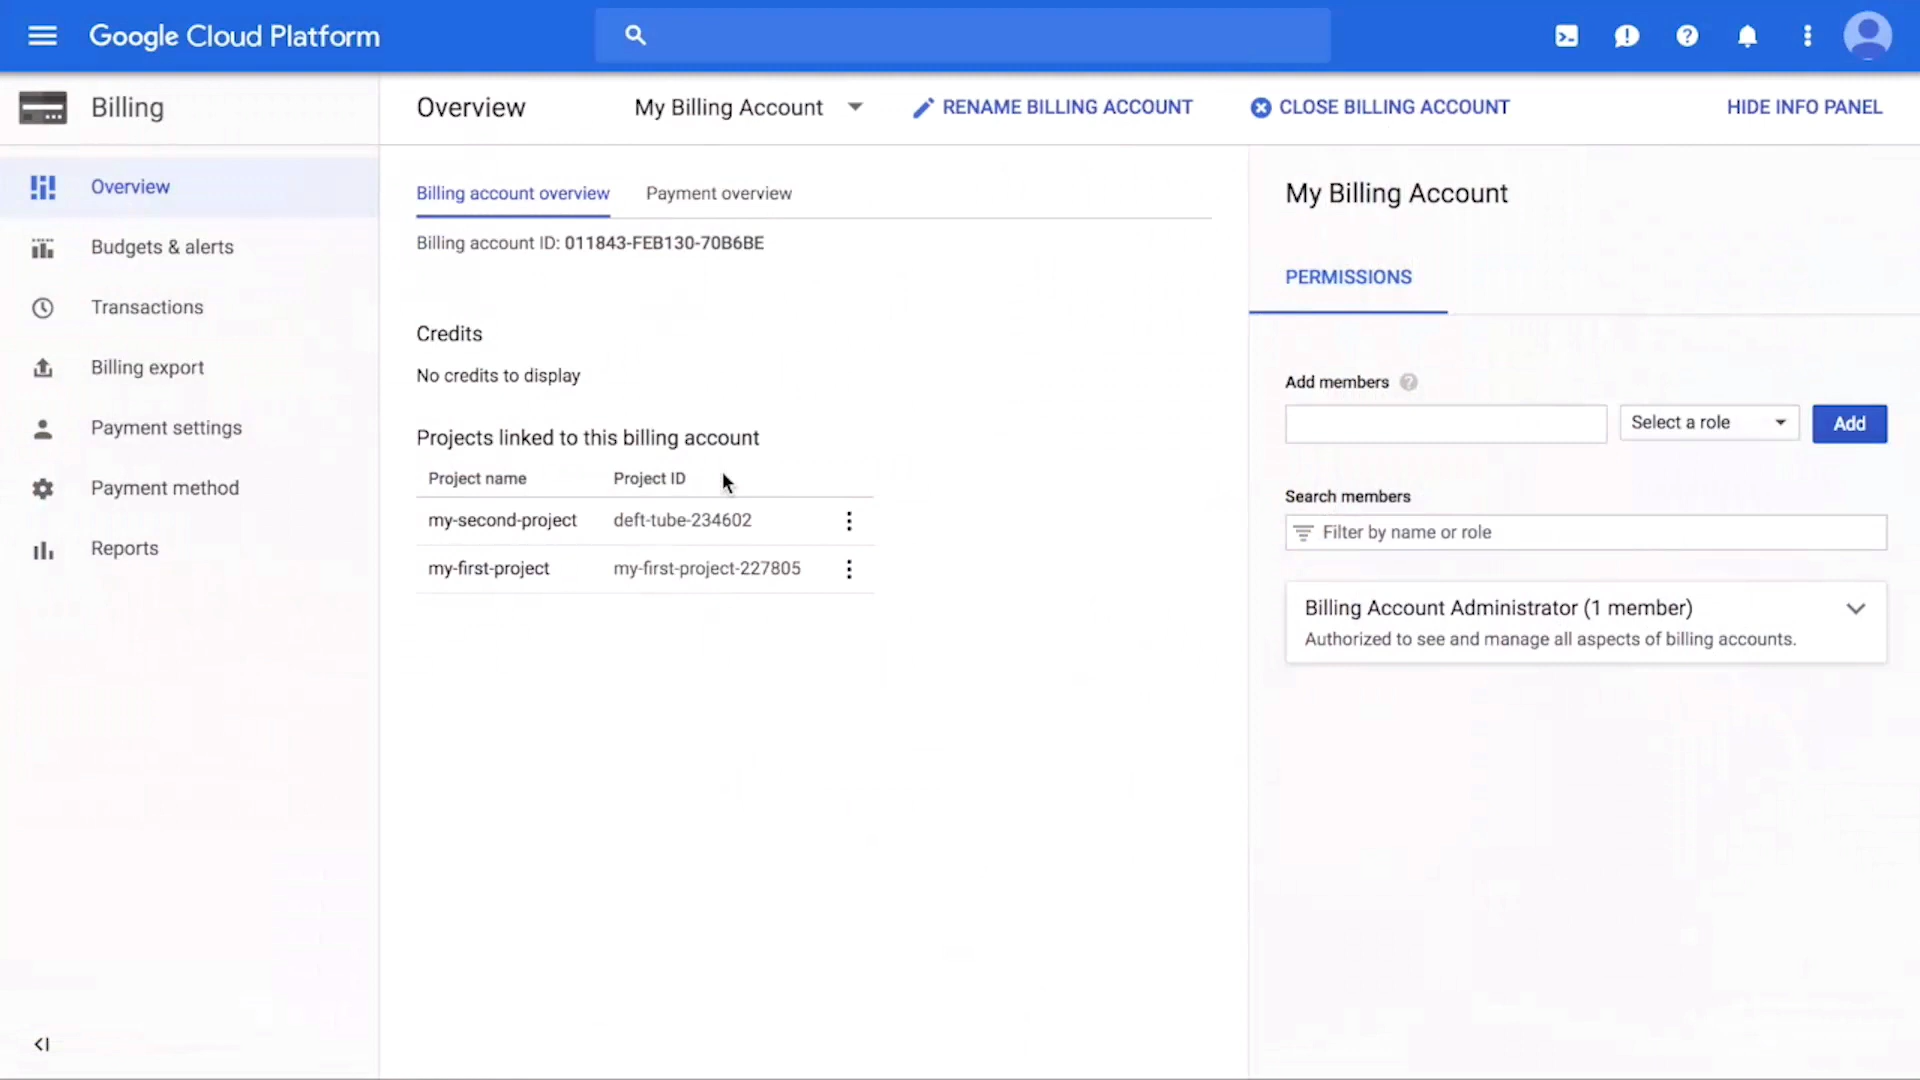 Google Cloud Platform
Billing
Overview
My Billing Account
RENAME BILLING ACCOUNT
CLOSE BILLING ACCOUNT
HIDE INFO PANEL
Overview
Budgets & alerts
Transactions
Billing export
Payment settings
Payment method
Reports
Billing account overview
Payment overview
Billing account ID: 011843-FEB130-70B6BE
Credits
No credits to display
Projects linked to this billing account
Project name Project ID
my-second-project deft-tube-234602
my-first-project my-first-project-227805
My Billing Account
PERMISSIONS
Add members
Select a role
Add
Search members
Filter by name or role
Billing Account Administrator (1 member)
Authorized to see and manage all aspects of billing accounts.